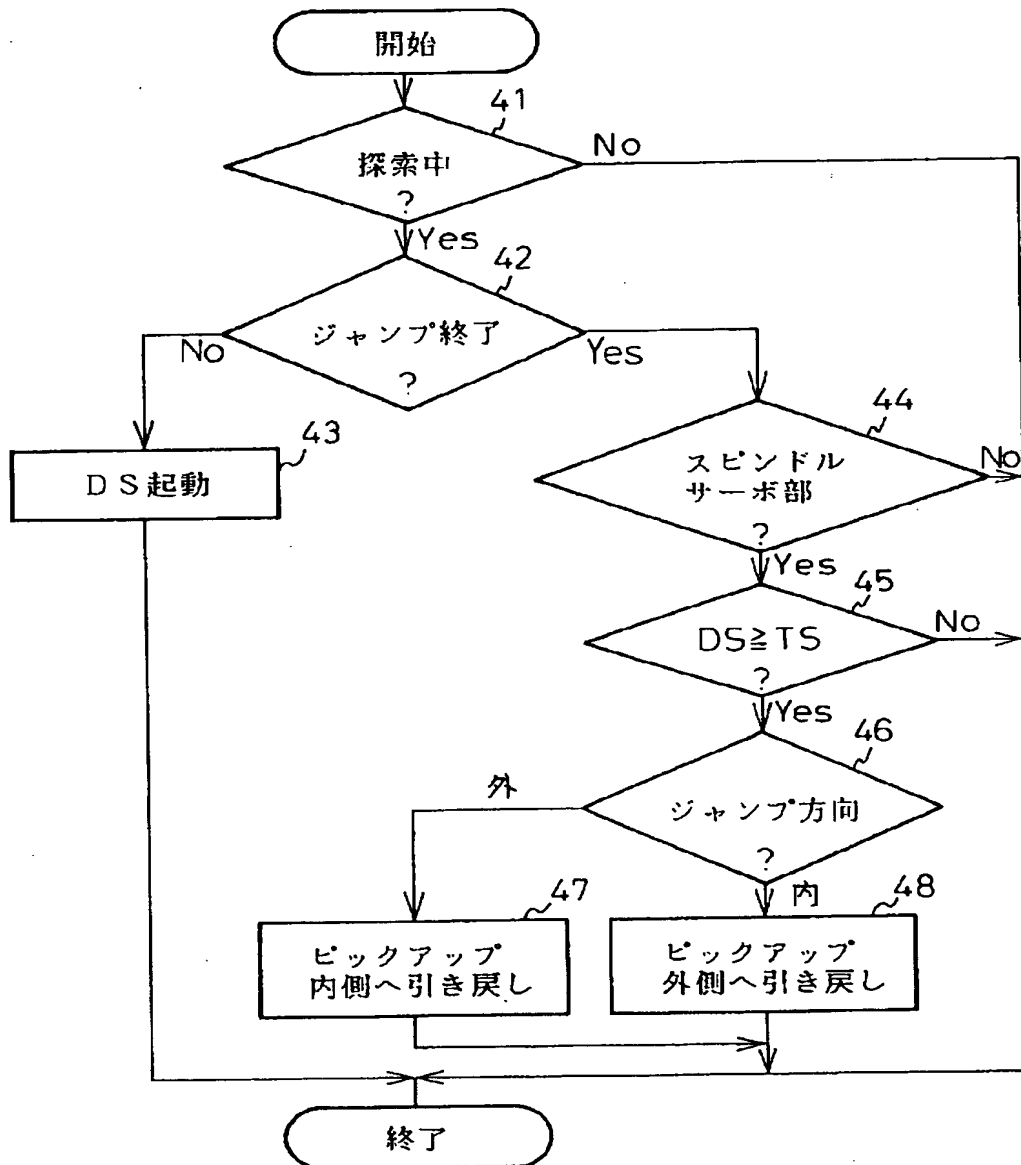 開始
41
探索中
?
No
Yes
42
ジャンプ終了
?
No
Yes
43
DS起動
44
スピンドル
サーボ部
?
No
Yes
45
DS≧TS
?
No
Yes
46
ジャンプ方向
?
外
内
47
ピックアップ
内側へ引き戻し
48
ピックアップ
外側へ引き戻し
終了